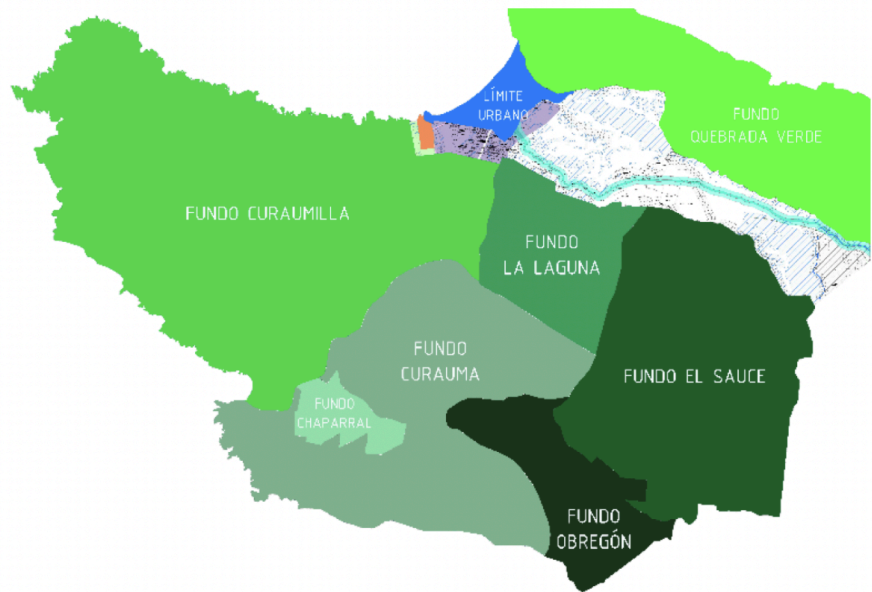 LÍMITE
URBANO
FUNDO
QUEBRADA VERDE
FUNDO CURAUMILLA
FUNDO
LA LAGUNA
FUNDO
CURAUMA
FUNDO EL SAUCE
FUNDO
CHAPARRAL
FUNDO
OBREGÓN